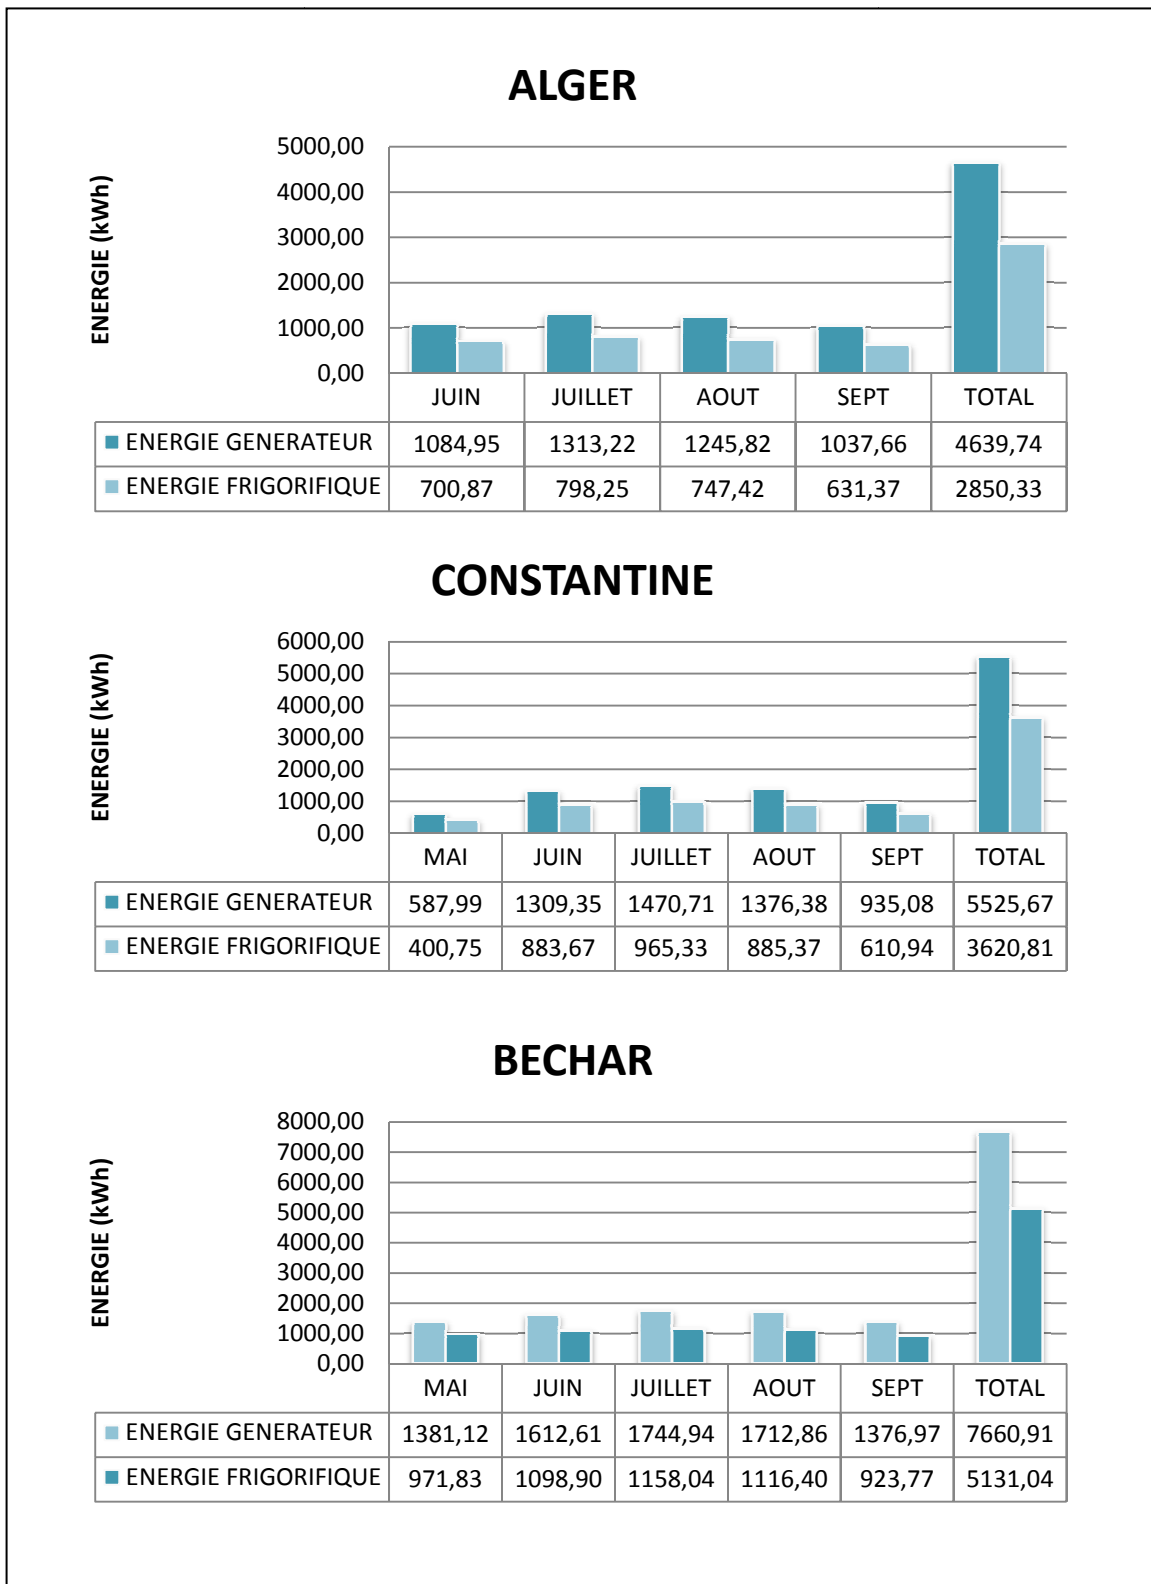 ALGER
ENERGIE (kWh)
5000,00
4000,00
3000,00
2000,00
1000,00
0,00
JUIN JUILLET AOUT SEPT TOTAL
ENERGIE GENERATEUR 1084,95 1313,22 1245,82 1037,66 4639,74
ENERGIE FRIGORIFIQUE 700,87 798,25 747,42 631,37 2850,33
CONSTANTINE
ENERGIE (kWh)
6000,00
5000,00
4000,00
3000,00
2000,00
1000,00
0,00
MAI JUIN JUILLET AOUT SEPT TOTAL
ENERGIE GENERATEUR 587,99 1309,35 1470,71 1376,38 935,08 5525,67
ENERGIE FRIGORIFIQUE 400,75 883,67 965,33 885,37 610,94 3620,81
BECHAR
ENERGIE (kWh)
8000,00
7000,00
6000,00
5000,00
4000,00
3000,00
2000,00
1000,00
0,00
MAI JUIN JUILLET AOUT SEPT TOTAL
ENERGIE GENERATEUR 1381,12 1612,61 1744,94 1712,86 1376,97 7660,91
ENERGIE FRIGORIFIQUE 971,83 1098,90 1158,04 1116,40 923,77 5131,04